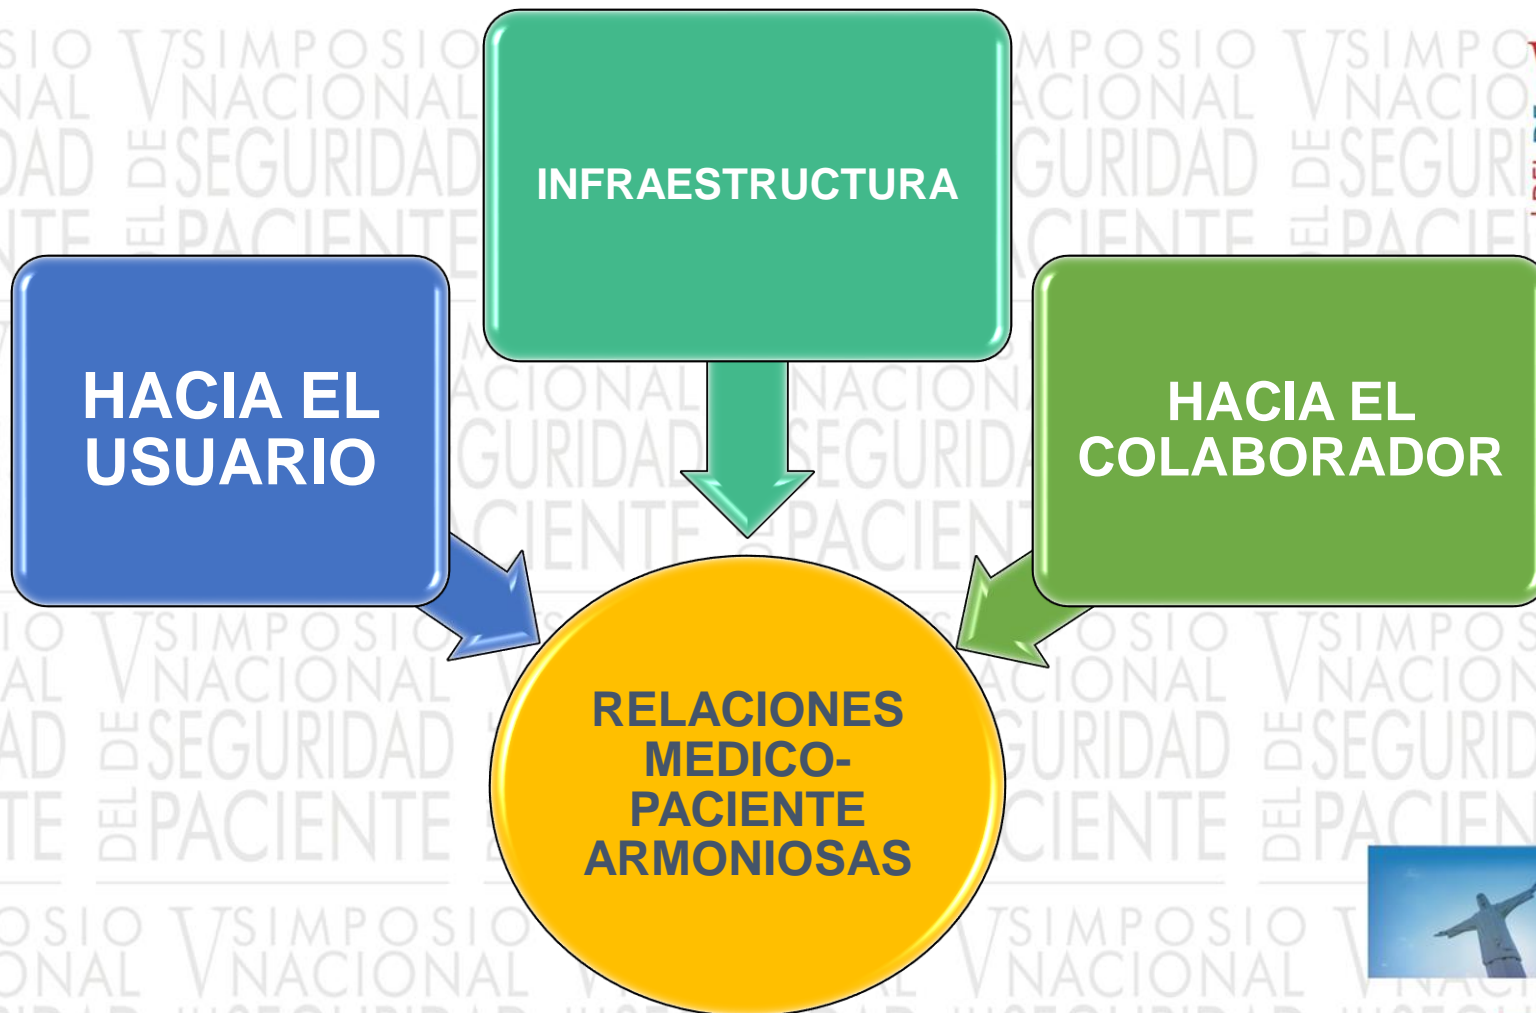 INFRAESTRUCTURA
HACIA EL
USUARIO
HACIA EL
COLABORADOR
RELACIONES
MEDICO-
PACIENTE
ARMONIOSAS
V SIMPOSIO
NACIONAL
DE SEGURIDAD
DEL PACIENTE